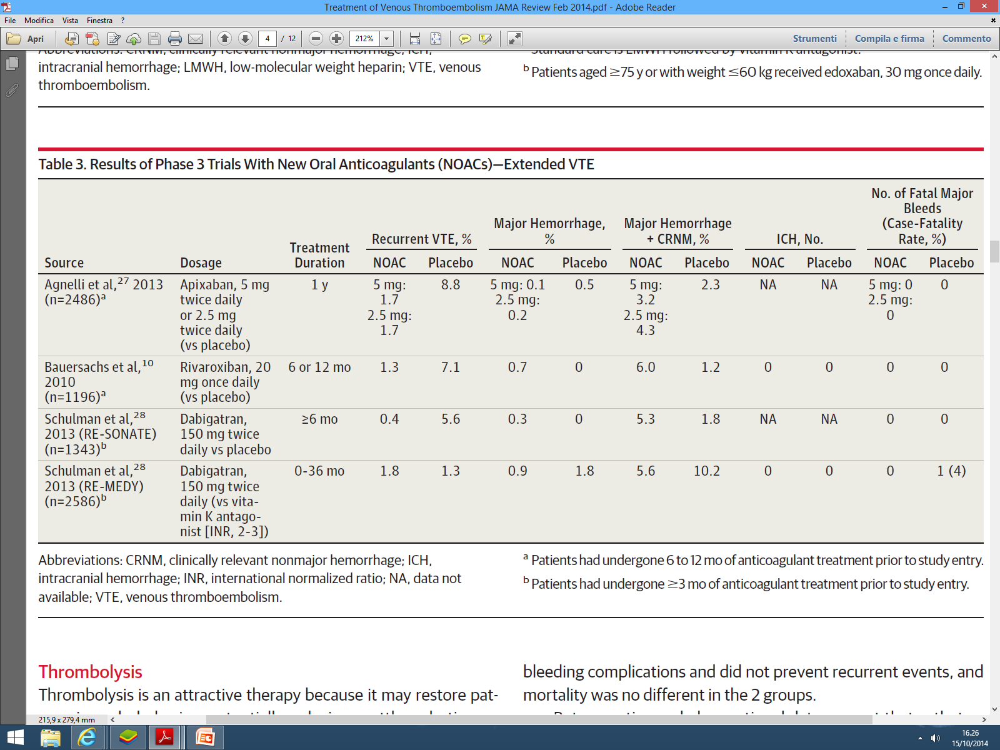 Treatment of Venous Thromboembolism JAMA Review Feb 2014.pdf - Adobe Reader
File Modifica Vista Finestra ?
Apri 4 / 12 212% Strumenti Compila e firma Commento
Abbreviations: CRNM, clinically relevant nonmajor hemorrhage; ICH,
intracranial hemorrhage; LMWH, low-molecular weight heparin; VTE, venous
thromboembolism.
Standard care is LMWH followed by vitamin K antagonist.
b Patients aged ≥75 y or with weight ≤60 kg received edoxaban, 30 mg once daily.
Table 3. Results of Phase 3 Trials With New Oral Anticoagulants (NOACs)—Extended VTE
No. of Fatal Major
Bleeds
Major Hemorrhage, Major Hemorrhage (Case-Fatality
Recurrent VTE, % % + CRNM, % ICH, No. Rate, %)
Treatment
Source Dosage Duration NOAC Placebo NOAC Placebo NOAC Placebo NOAC Placebo NOAC Placebo
Agnelli et al,27 2013 Apixaban, 5 mg 1 y 5 mg: 8.8 5 mg: 0.1 0.5 5 mg: 2.3 NA NA 5 mg: 0 0
(n=2486)a twice daily 1.7 2.5 mg: 3.2 2.5 mg:
or 2.5 mg 2.5 mg: 0.2 2.5 mg: 0
twice daily 1.7 4.3
(vs placebo)
Bauersachs et al,10 Rivaroxiban, 20 6 or 12 mo 1.3 7.1 0.7 0 6.0 1.2 0 0 0 0
2010 mg once daily
(n=1196)a (vs placebo)
Schulman et al,28 Dabigatran, ≥6 mo 0.4 5.6 0.3 0 5.3 1.8 NA NA 0 0
2013 (RE-SONATE) 150 mg twice
(n=1343)b daily vs placebo
Schulman et al,28 Dabigatran, 0-36 mo 1.8 1.3 0.9 1.8 5.6 10.2 0 0 0 1 (4)
2013 (RE-MEDY) 150 mg twice
(n=2586)b daily (vs vita-
min K antago-
nist [INR, 2-3])
Abbreviations: CRNM, clinically relevant nonmajor hemorrhage; ICH,
intracranial hemorrhage; INR, international normalized ratio; NA, data not
available; VTE, venous thromboembolism.
a Patients had undergone 6 to 12 mo of anticoagulant treatment prior to study entry.
b Patients had undergone ≥3 mo of anticoagulant treatment prior to study entry.
Thrombolysis
Thrombolysis is an attractive therapy because it may restore pat-
bleeding complications and did not prevent recurrent events, and
mortality was no different in the 2 groups.
215,9 x 279,4 mm
16.26
15/10/2014